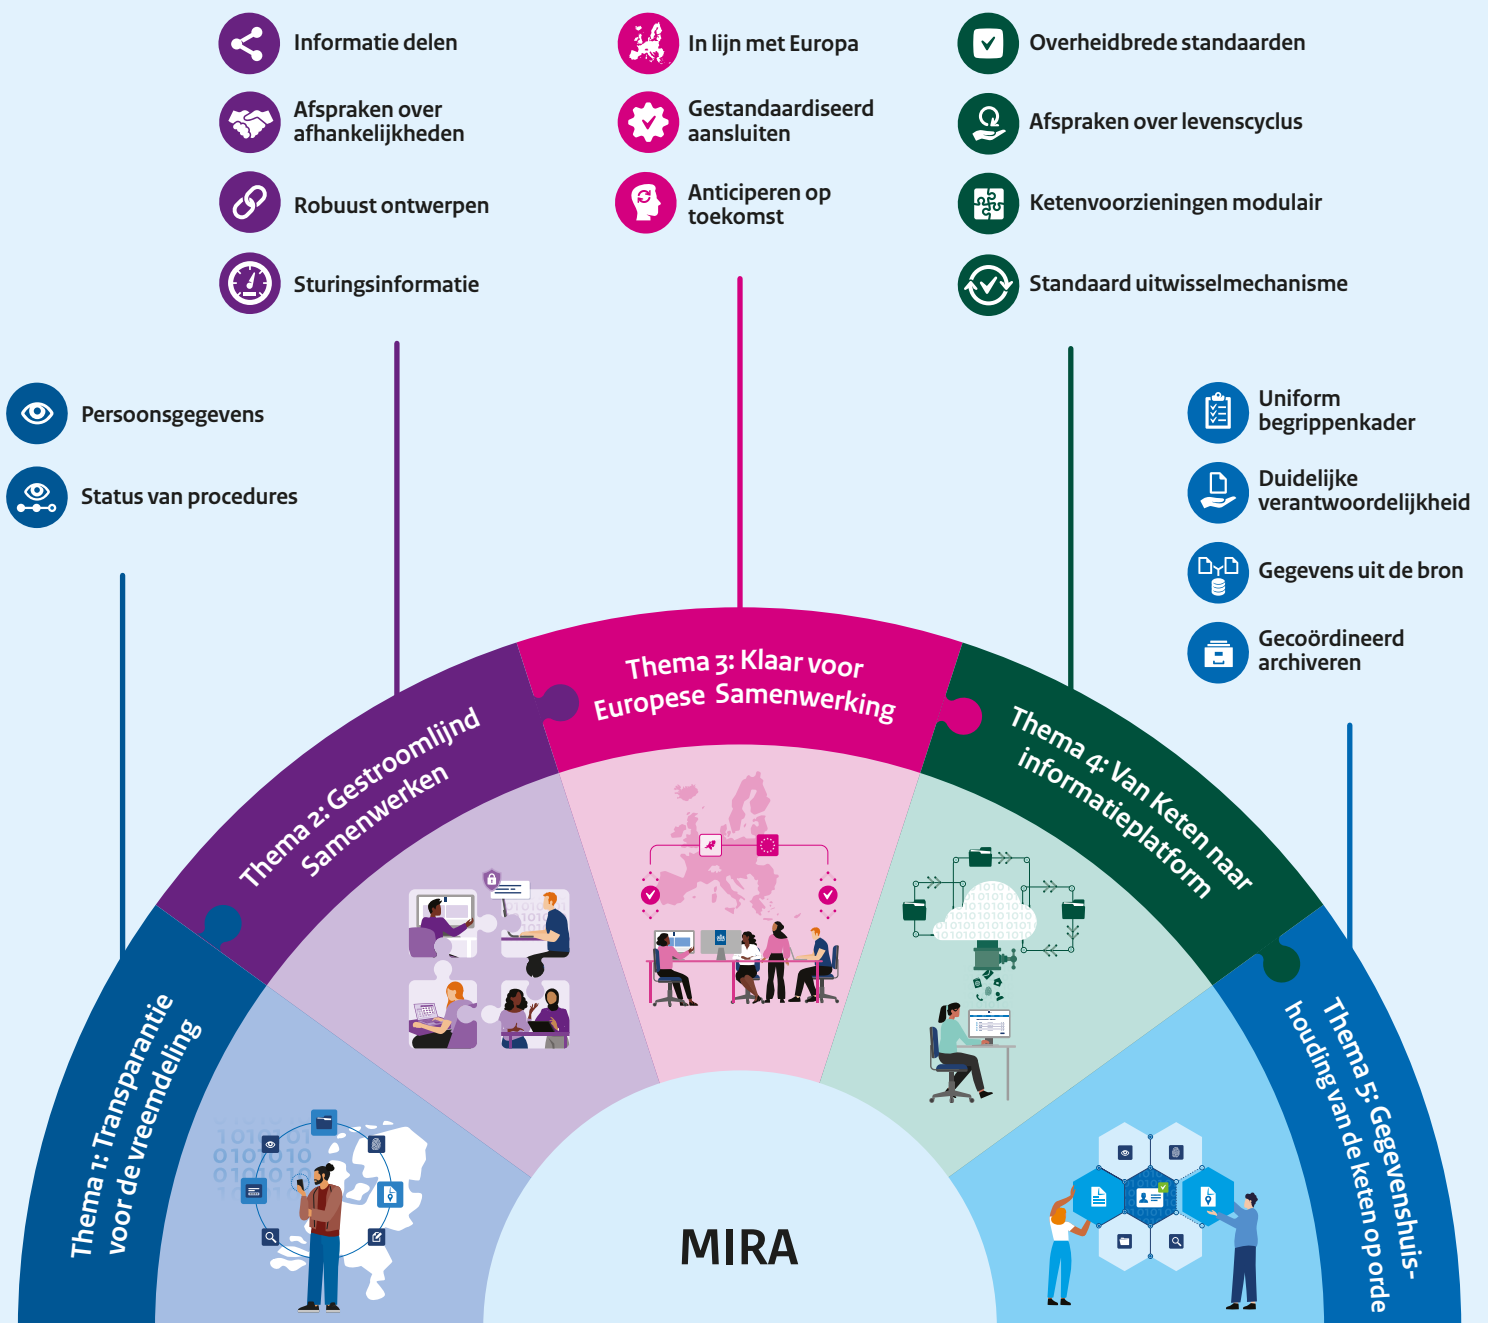 Informatie delen
Afspraken over
afhankelijkheden
Robuust ontwerpen
Sturingsinformatie
In lijn met Europa
Gestandaardiseerd
aansluiten
Anticiperen op
toekomst
Overheidbrede standaarden
Afspraken over levenscyclus
Ketenvoorzieningen modulair
Standaard uitwisselmechanisme
Persoonsgegevens
Status van procedures
Uniform
begrippenkader
Duidelijke
verantwoordelijkheid
Gegevens uit de bron
Gecoördineerd
archiveren
Thema 1: Transparantie
voor de vreemdeling
Thema 2: Gestroomlijnd
Samenwerken
Thema 3: Klaar voor
Europese Samenwerking
Thema 4: Van Keten naar
informatieplatform
Thema 5: Gegevenshuis-
houding van de keten op orde
MIRA